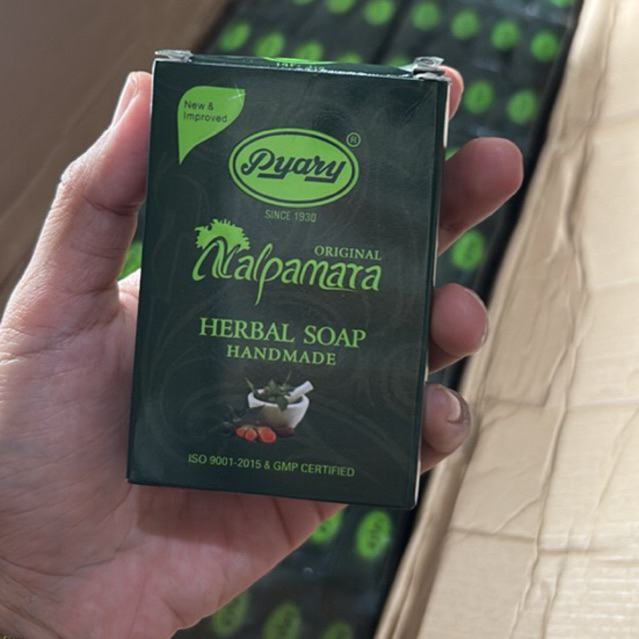 New &
Improved
Pyary
®
SINCE 1930
ORIGINAL
Nalpamara
HERBAL SOAP
HANDMADE
ISO 9001-2015 & GMP CERTIFIED